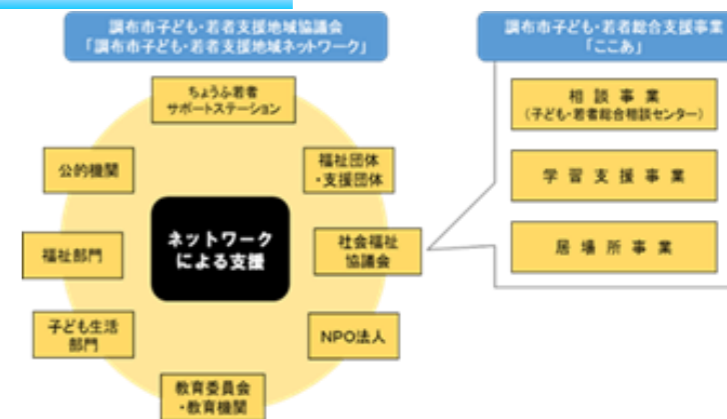 調布市子ども・若者支援地域協議会
「調布市子ども・若者支援地域ネットワーク」
ちょうふ若者
サポートステーション
公的機関
福祉団体
・支援団体
福祉部門
ネットワーク
による支援
社会福祉
協議会
子ども生活
部門
NPO法人
教育委員会
・教育機関
調布市子ども・若者総合支援事業
「ここあ」
相談事業
（子ども・若者総合相談センター）
学習支援事業
居場所事業